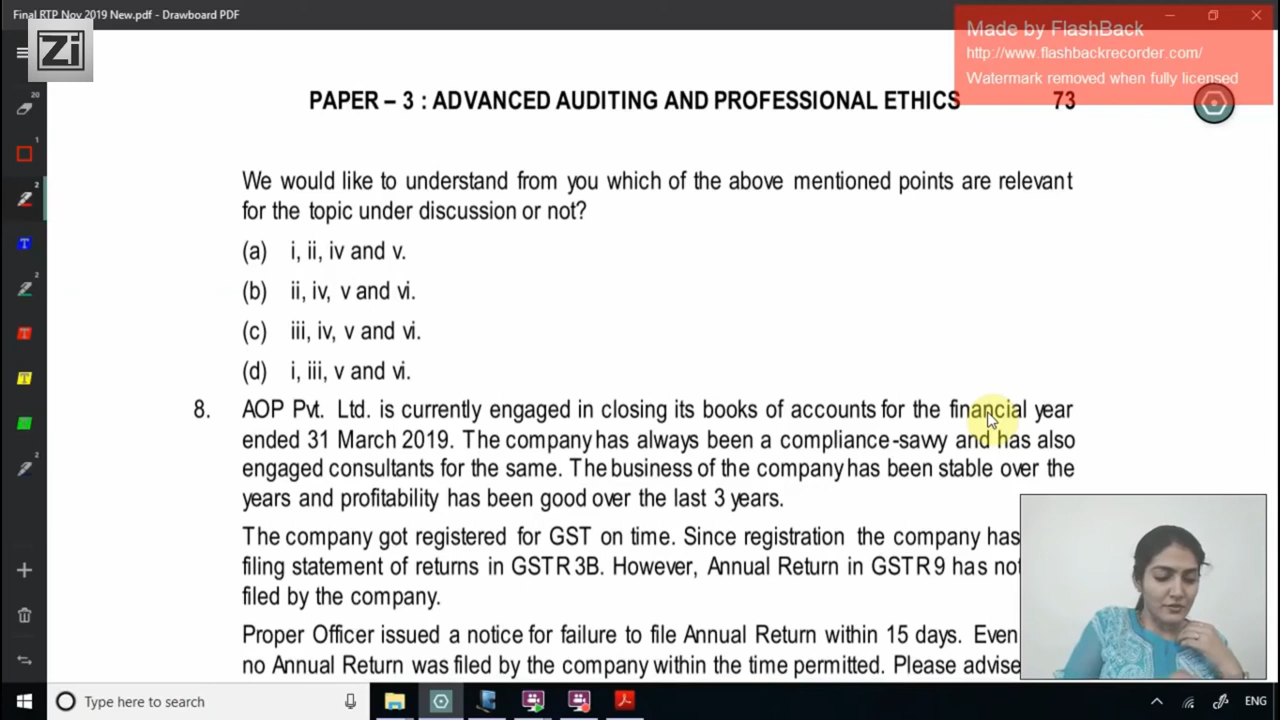 Final RTP Nov 2019 New.pdf - Drawboard PDF
Zi
Made by FlashBack
http://www.flashbackrecorder.com/
Watermark removed when fully licensed
PAPER – 3 : ADVANCED AUDITING AND PROFESSIONAL ETHICS 73
We would like to understand from you which of the above mentioned points are relevant
for the topic under discussion or not?
(a) i, ii, iv and v.
(b) ii, iv, v and vi.
(c) iii, iv, v and vi.
(d) i, iii, v and vi.
8. AOP Pvt. Ltd. is currently engaged in closing its books of accounts for the financial year
ended 31 March 2019. The company has always been a compliance-savvy and has also
engaged consultants for the same. The business of the company has been stable over the
years and profitability has been good over the last 3 years.
The company got registered for GST on time. Since registration the company has
filing statement of returns in GSTR 3B. However, Annual Return in GSTR 9 has not
filed by the company.
Proper Officer issued a notice for failure to file Annual Return within 15 days. Even
no Annual Return was filed by the company within the time permitted. Please advise
20
1
2
T
2
T
T
2
Type here to search
ENG